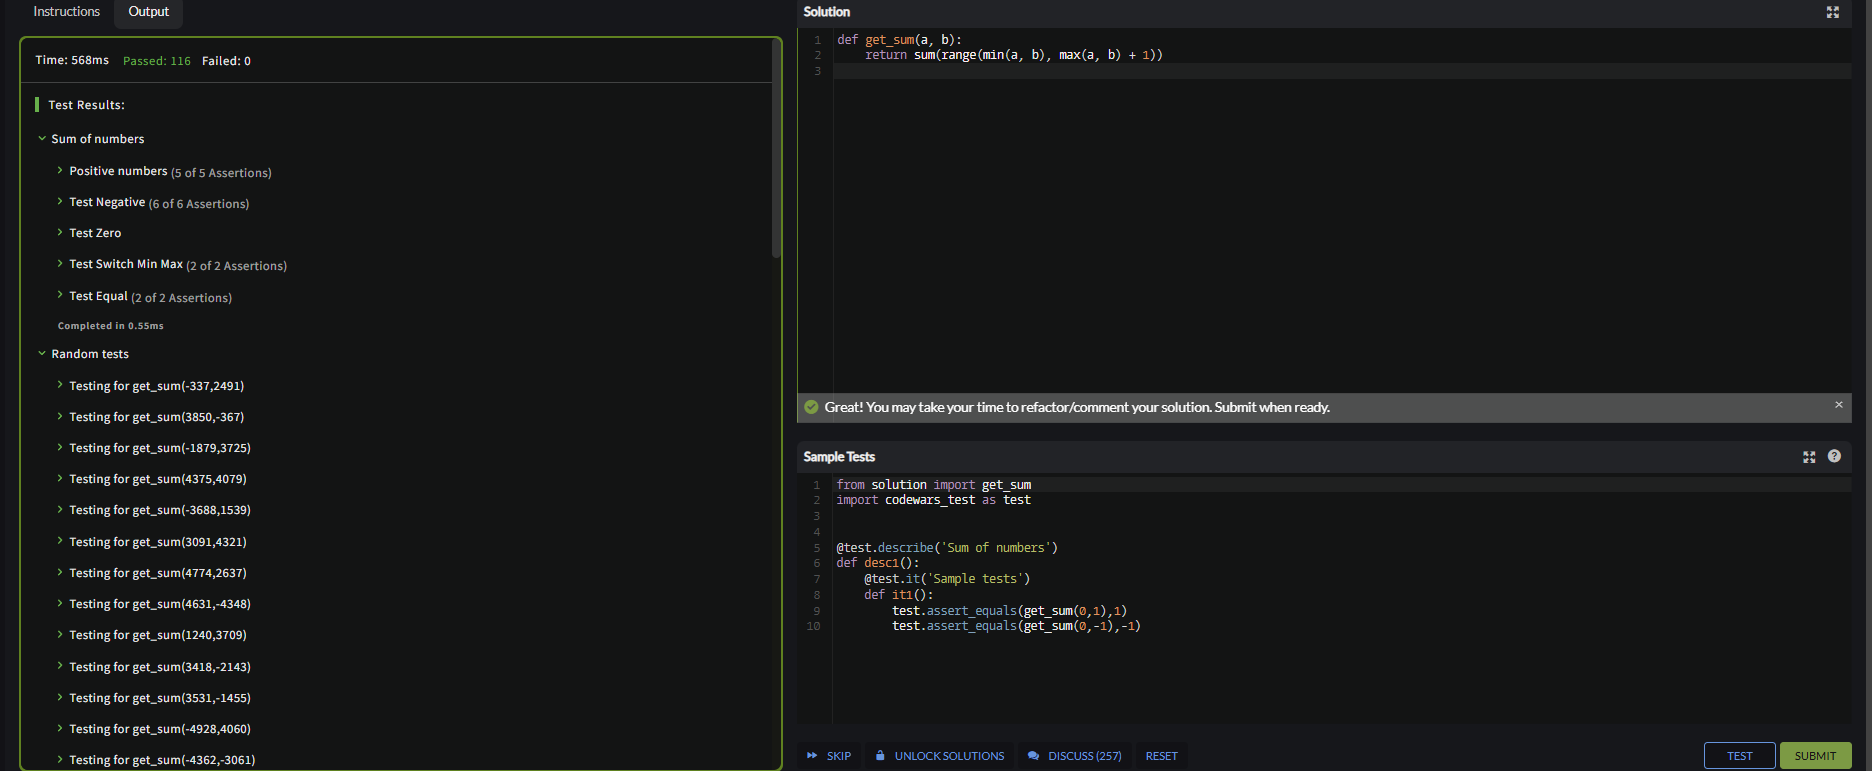 Instructions
Output
Time: 568ms Passed: 116 Failed: 0
Test Results:
Sum of numbers
Positive numbers (5 of 5 Assertions)
Test Negative (6 of 6 Assertions)
Test Zero
Test Switch Min Max (2 of 2 Assertions)
Test Equal (2 of 2 Assertions)
Completed in 0.55ms
Random tests
Testing for get_sum(-337,2491)
Testing for get_sum(3850,-367)
Testing for get_sum(-1879,3725)
Testing for get_sum(4375,4079)
Testing for get_sum(-3688,1539)
Testing for get_sum(3091,4321)
Testing for get_sum(4774,2637)
Testing for get_sum(4631,-4348)
Testing for get_sum(1240,3709)
Testing for get_sum(3418,-2143)
Testing for get_sum(3531,-1455)
Testing for get_sum(-4928,4060)
Testing for get_sum(-4362,-3061)
Solution
1 def get_sum(a, b):
2     return sum(range(min(a, b), max(a, b) + 1))
3
Great! You may take your time to refactor/comment your solution. Submit when ready. ×
Sample Tests
1 from solution import get_sum
2 import codewars_test as test
3
4
5 @test.describe('Sum of numbers')
6 def desc1():
7     @test.it('Sample tests')
8     def it1():
9         test.assert_equals(get_sum(0,1),1)
10         test.assert_equals(get_sum(0,-1),-1)
SKIP
UNLOCK SOLUTIONS
DISCUSS (257)
RESET
TEST
SUBMIT